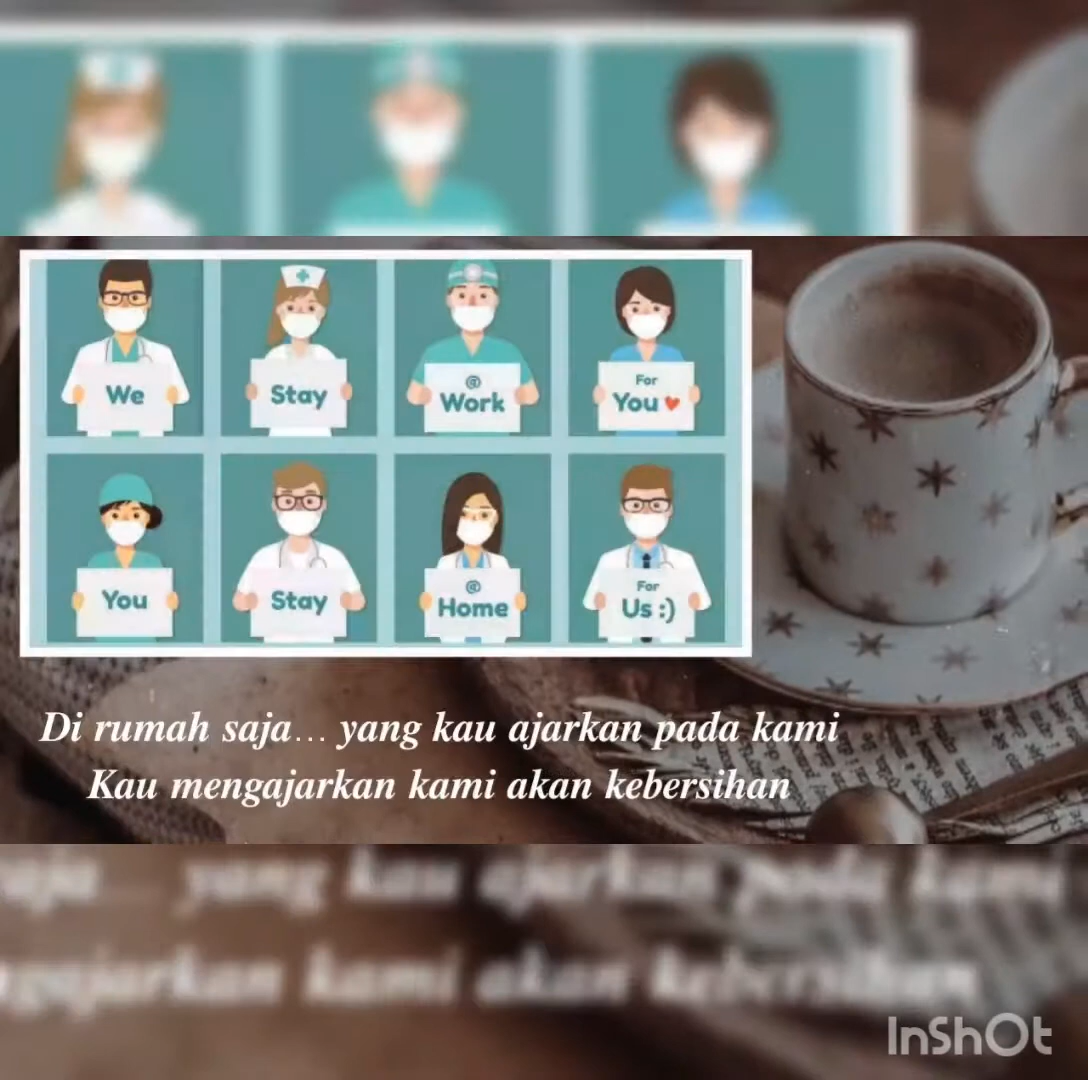 We
Stay
@
Work
For
You ♥
You
Stay
@
Home
For
Us :)
Di rumah saja... yang kau ajarkan pada kami
Kau mengajarkan kami akan kebersihan
InShOt